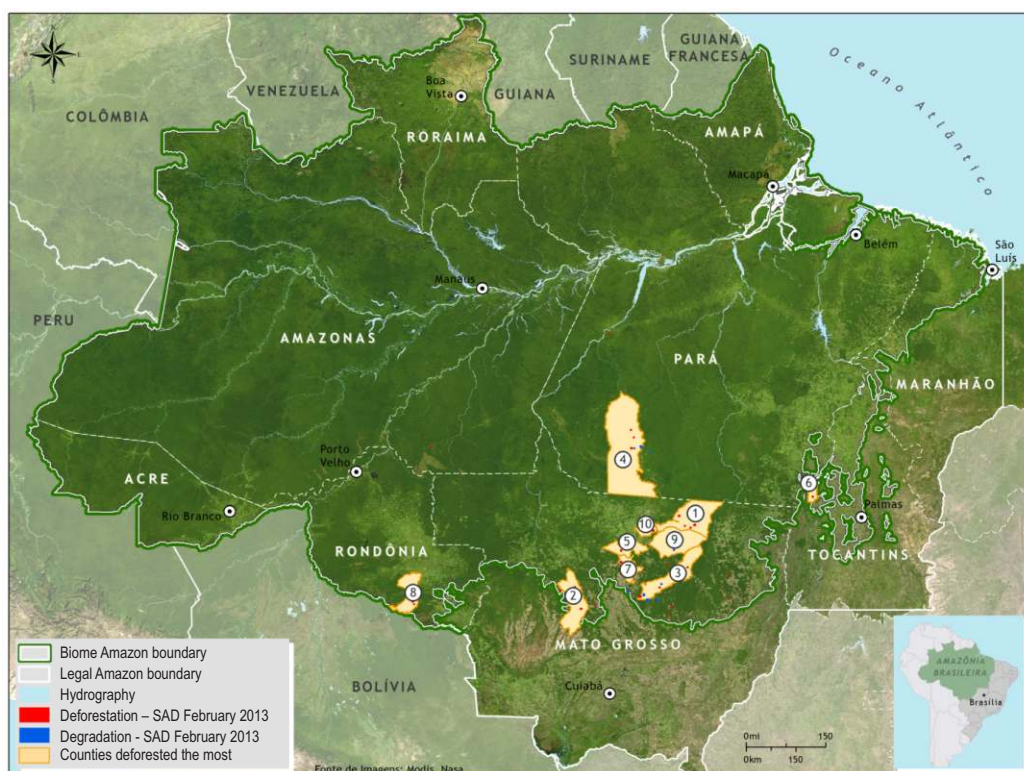 GUIANA
FRANCESA
SURINAME
VENEZUELA
GUIANA
COLÔMBIA
Oceano Atlântico
Boa
Vista
RORAIMA
AMAPÁ
Macapá
Belém
São
Luís
Manaus
PERU
AMAZONAS
PARÁ
MARANHÃO
Porto
Velho
4
ACRE
6
Rio Branco
1
Palmas
10
RONDÔNIA
5
9
TOCANTINS
7
3
8
2
MATO GROSSO
BOLÍVIA
Cuiabá
Biome Amazon boundary
Legal Amazon boundary
Hydrography
Deforestation – SAD February 2013
Degradation - SAD February 2013
Counties deforested the most
AMAZÔNIA
BRASILEIRA
Brasília
0mi 150
0km 150
Fonte de Imagens: Modis, Nasa